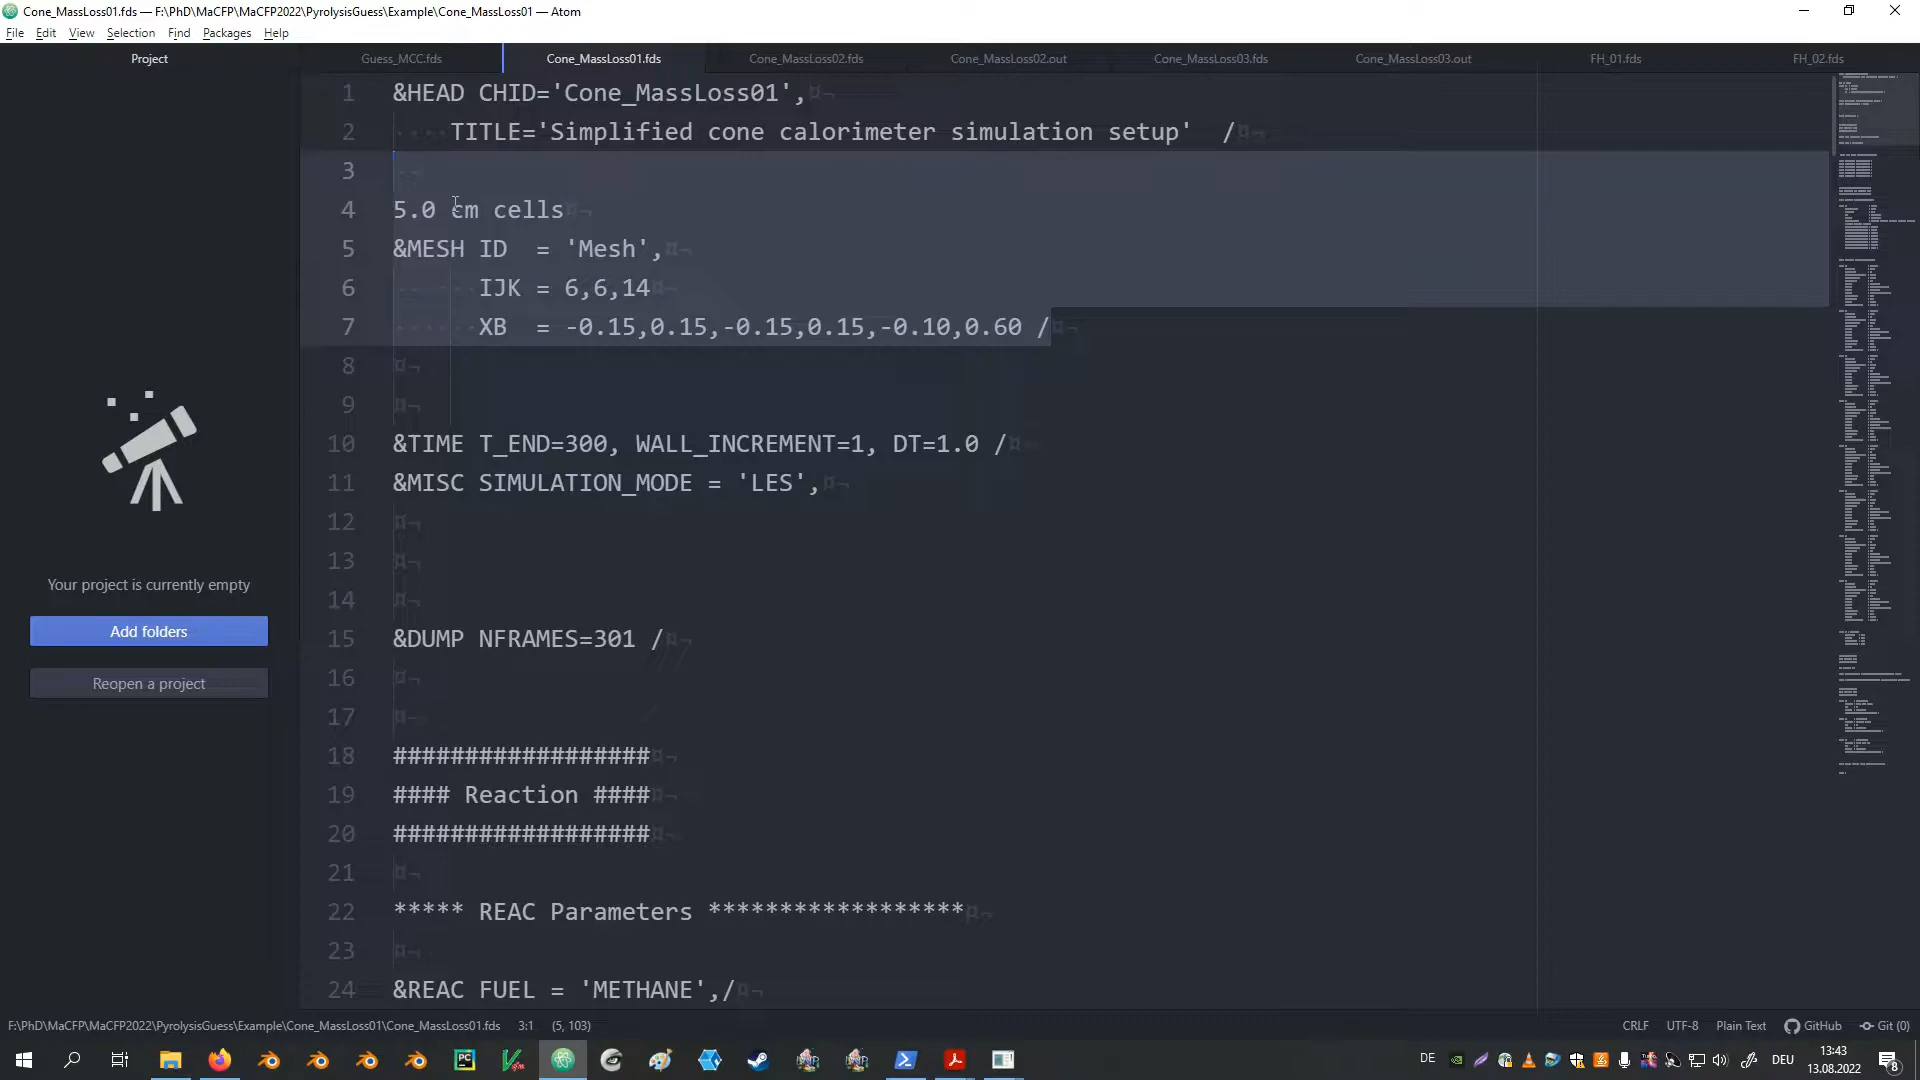 Cone_MassLoss01.fds — F:\PhD\MaCFP\MaCFP2022\PyrolysisGuess\Example\Cone_MassLoss01 — Atom
File Edit View Selection Find Packages Help
Project
Guess_MCC.fds Cone_MassLoss01.fds Cone_MassLoss02.fds Cone_MassLoss02.out Cone_MassLoss03.fds Cone_MassLoss03.out FH_01.fds FH_02.fds
1 &HEAD CHID='Cone_MassLoss01',
2 TITLE='Simplified cone calorimeter simulation setup' /
3
4 5.0 cm cells
5 &MESH ID = 'Mesh',
6 IJK = 6,6,14
7 XB = -0.15,0.15,-0.15,0.15,-0.10,0.60 /
8
9
10 &TIME T_END=300, WALL_INCREMENT=1, DT=1.0 /
11 &MISC SIMULATION_MODE = 'LES',
12
13
14
15 &DUMP NFRAMES=301 /
16
17
18 ##################
19 #### Reaction ####
20 ##################
21
22 ***** REAC Parameters ******************
23
24 &REAC FUEL = 'METHANE',/
Your project is currently empty
Add folders
Reopen a project
F:\PhD\MaCFP\MaCFP2022\PyrolysisGuess\Example\Cone_MassLoss01\Cone_MassLoss01.fds 3:1 (5, 103)
CRLF UTF-8 Plain Text GitHub Git (0)
DE DEU 13:43
13.08.2022
8